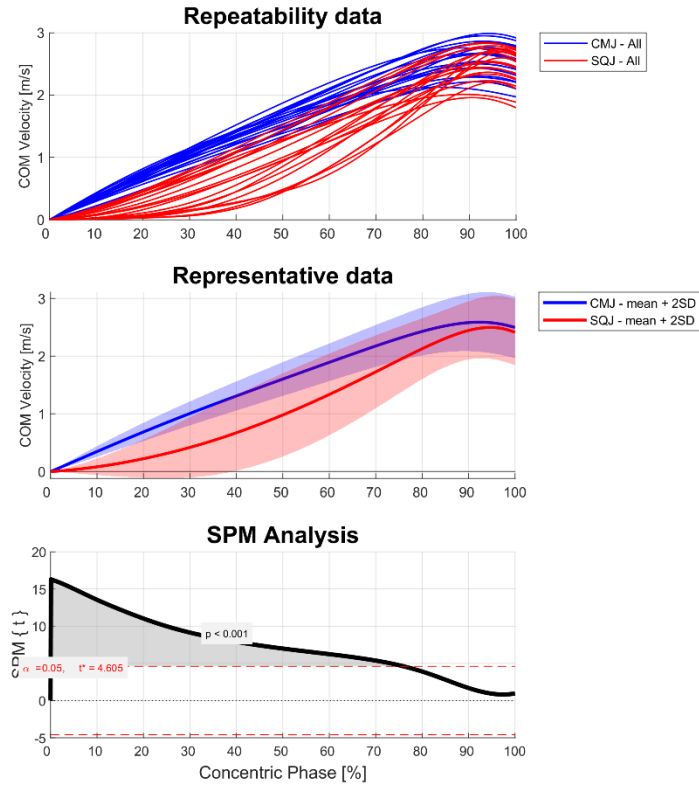 Repeatability data
3
2
1
0
COM Velocity [m/s]
0 10 20 30 40 50 60 70 80 90 100
CMJ - All
SQJ - All
Representative data
3
2
1
0
COM Velocity [m/s]
0 10 20 30 40 50 60 70 80 90 100
CMJ - mean + 2SD
SQJ - mean + 2SD
SPM Analysis
20
15
10
5
0
-5
SPM { t }
p < 0.001
α =0.05, t* = 4.605
0 10 20 30 40 50 60 70 80 90 100
Concentric Phase [%]